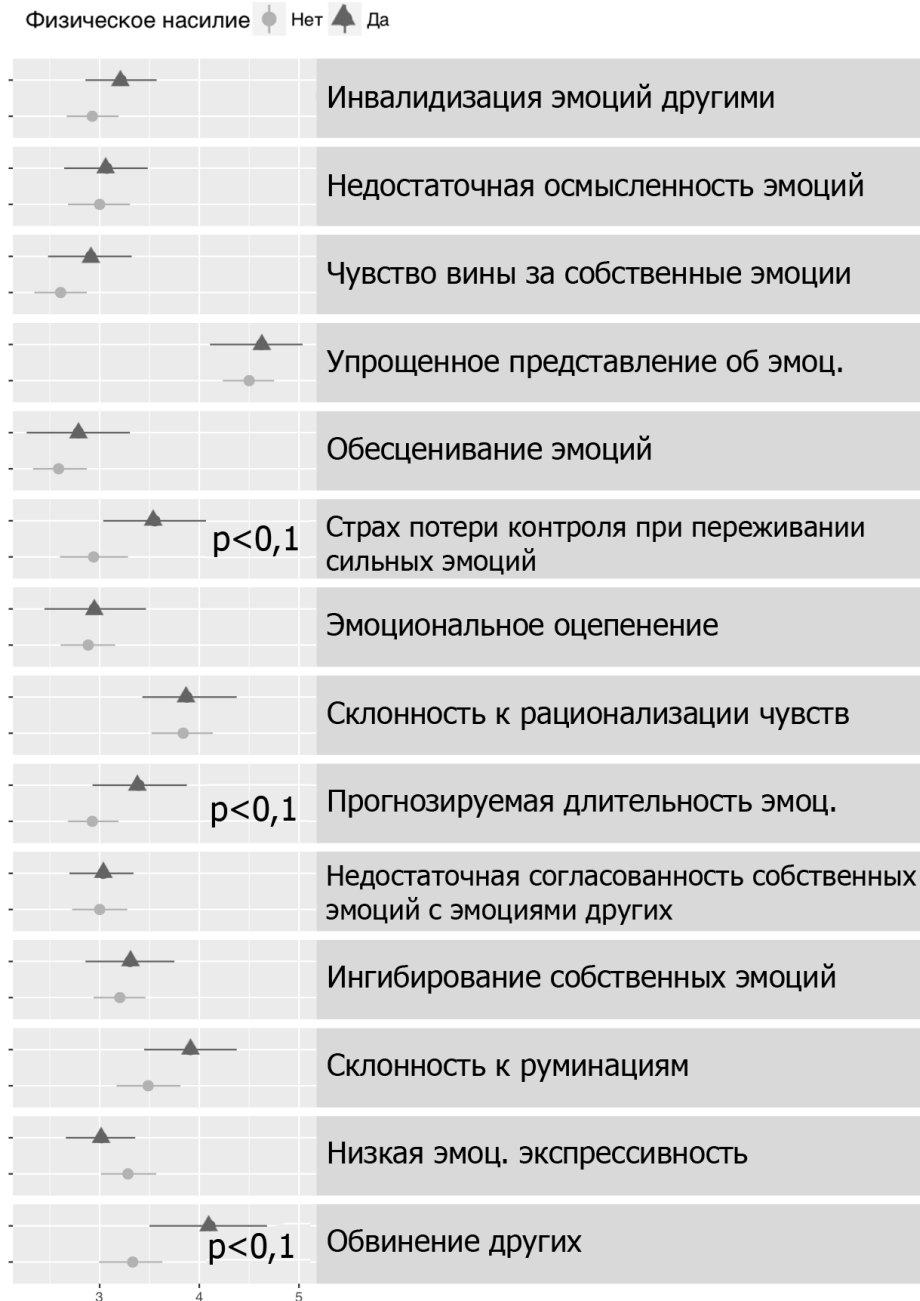 Физическое насилие Нет Да
Инвалидизация эмоций другими
Недостаточная осмысленность эмоций
Чувство вины за собственные эмоции
Упрощенное представление об эмоц.
Обесценивание эмоций
p<0,1 Страх потери контроля при переживании
сильных эмоций
Эмоциональное оцепенение
Склонность к рационализации чувств
p<0,1 Прогнозируемая длительность эмоц.
Недостаточная согласованность собственных
эмоций с эмоциями других
Ингибирование собственных эмоций
Склонность к руминациям
Низкая эмоц. экспрессивность
p<0,1 Обвинение других
3 4 5